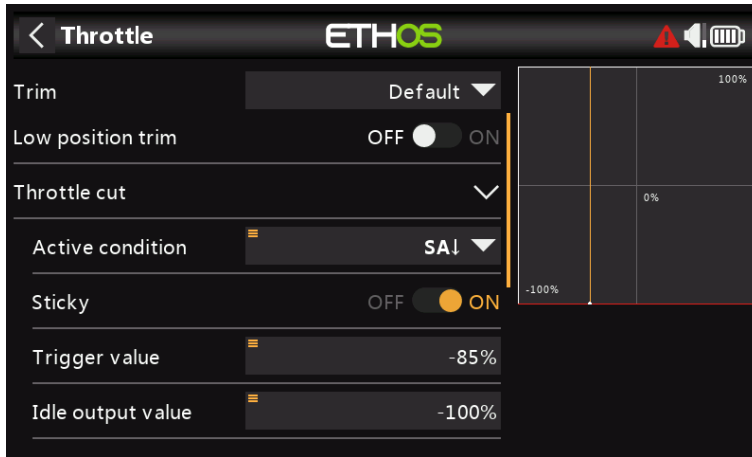 Throttle
ETHOS
Trim Default
Low position trim OFF ON
Throttle cut
Active condition SA↓
Sticky OFF ON
Trigger value -85%
Idle output value -100%
100%
0%
-100%